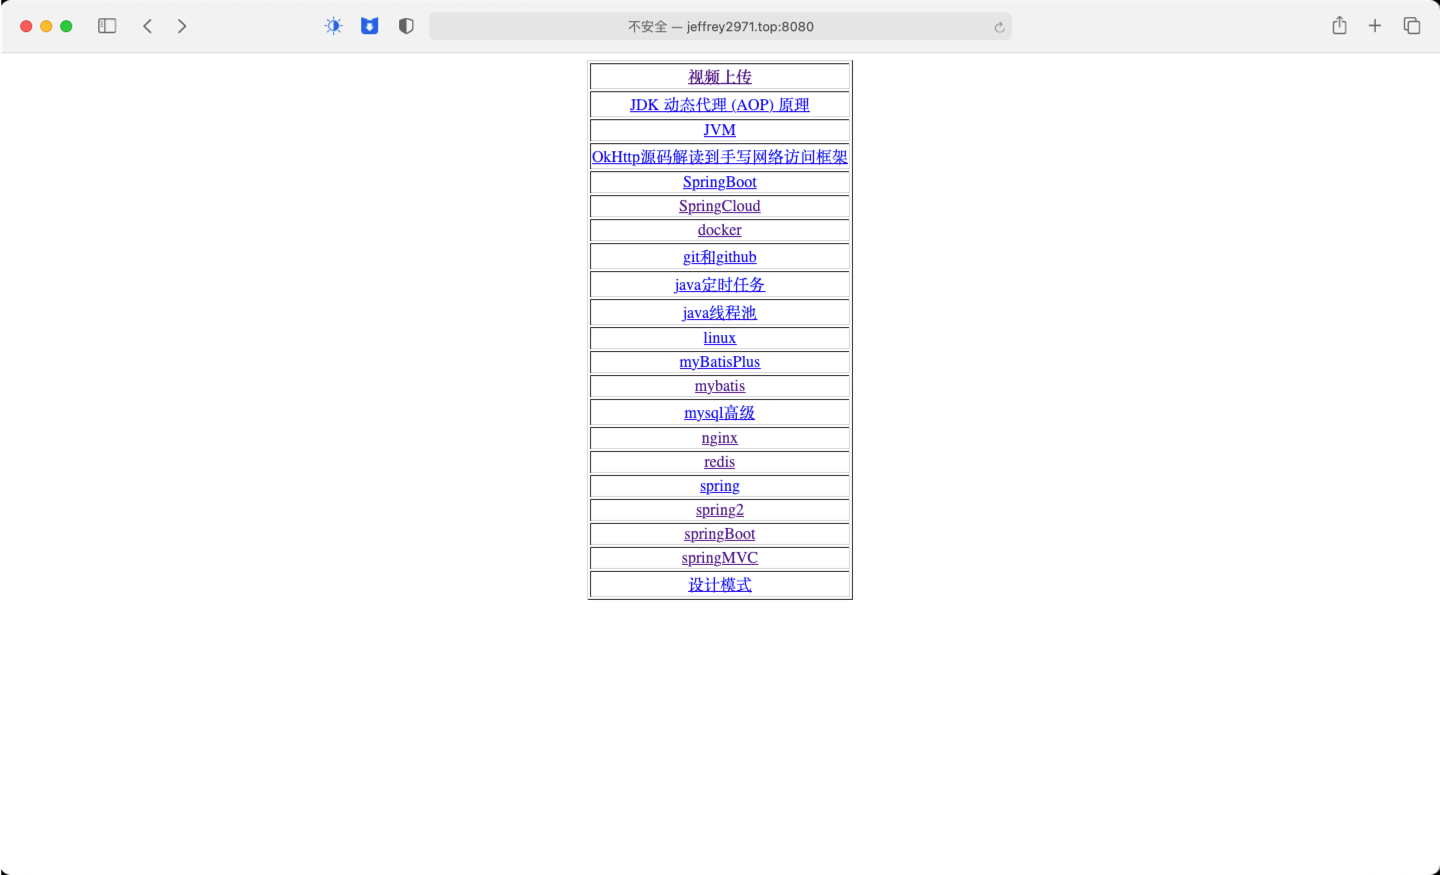 不安全 — jeffrey2971.top:8080
视频上传
JDK 动态代理 (AOP) 原理
JVM
OkHttp源码解读到手写网络访问框架
SpringBoot
SpringCloud
docker
git和github
java定时任务
java线程池
linux
myBatisPlus
mybatis
mysql高级
nginx
redis
spring
spring2
springBoot
springMVC
设计模式